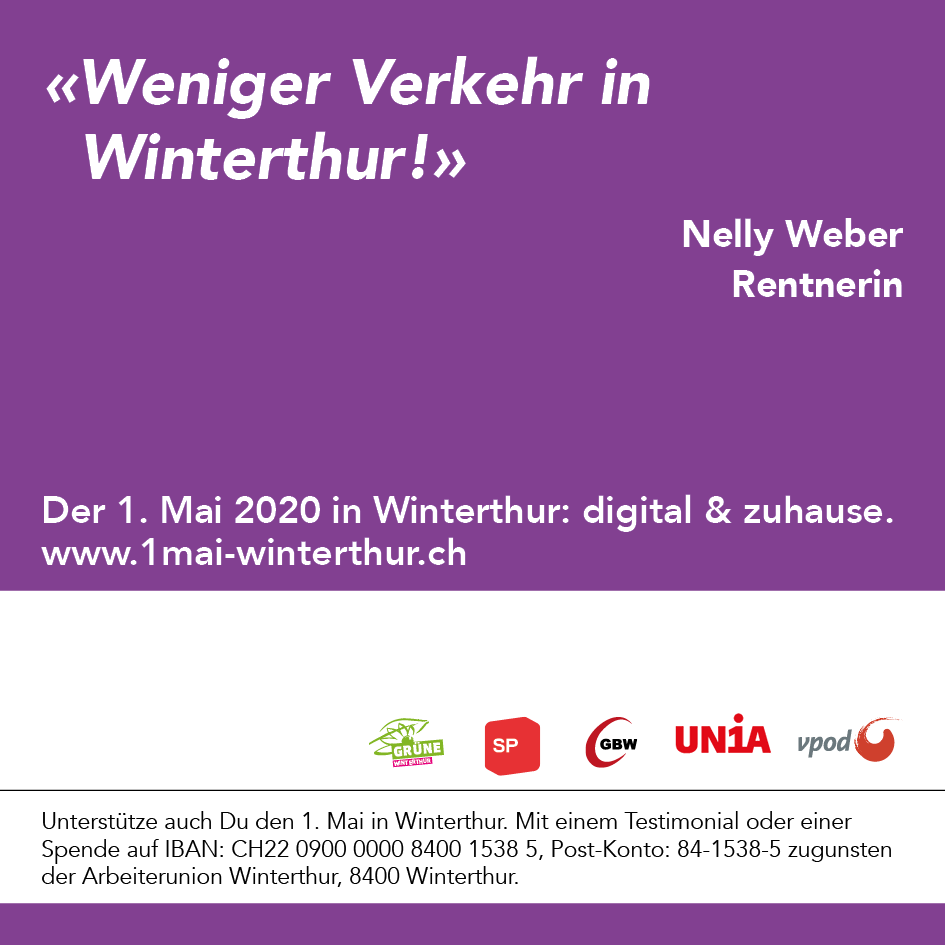 «Weniger Verkehr in
Winterthur!»
Nelly Weber
Rentnerin
Der 1. Mai 2020 in Winterthur: digital & zuhause.
www.1mai-winterthur.ch
GRÜNE
WINTERTHUR
SP
GBW
UNiA
vpod
Unterstütze auch Du den 1. Mai in Winterthur. Mit einem Testimonial oder einer
Spende auf IBAN: CH22 0900 0000 8400 1538 5, Post-Konto: 84-1538-5 zugunsten
der Arbeiterunion Winterthur, 8400 Winterthur.